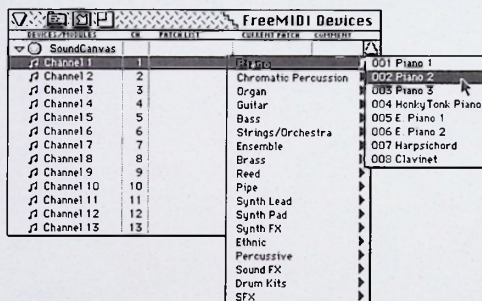 FreeMIDI Devices
DEVICES/MODULES CH PATCH LIST CURRENT PATCH COMMENT
SoundCanvas
Channel 1 1 Piano
Channel 2 2 Chromatic Percussion
Channel 3 3 Organ
Channel 4 4 Guitar
Channel 5 5 Bass
Channel 6 6 Strings/Orchestra
Channel 7 7 Ensemble
Channel 8 8 Brass
Channel 9 9 Reed
Channel 10 10 Pipe
Channel 11 11 Synth Lead
Channel 12 12 Synth Pad
Channel 13 13 Synth FX
Ethnic
Percussive
Sound FX
Drum Kits
SFX
001 Piano 1
002 Piano 2
003 Piano 3
004 HonkyTonk Piano
005 E. Piano 1
006 E. Piano 2
007 Harpsichord
008 Clavinet